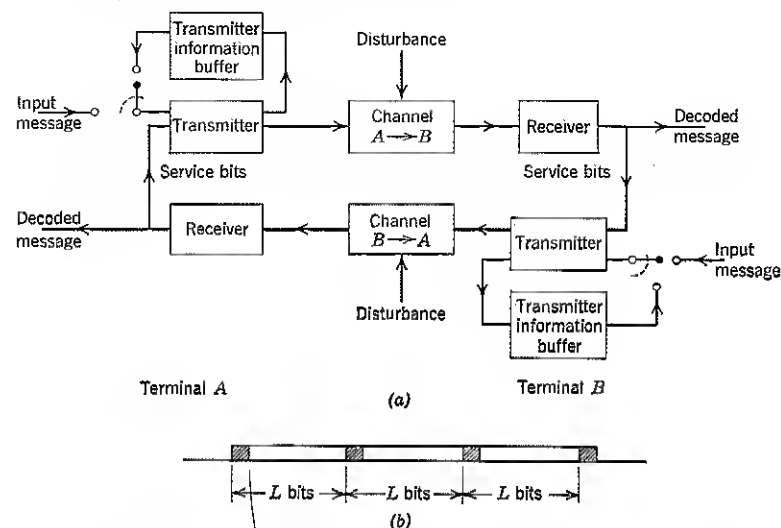 Transmitter
information
buffer
Disturbance
Input
message
Transmitter
Channel
A → B
Receiver
Decoded
message
Service bits
Service bits
Decoded
message
Receiver
Channel
B → A
Transmitter
Input
message
Disturbance
Transmitter
information
buffer
Terminal A
(a)
Terminal B
L bits
L bits
L bits
(b)